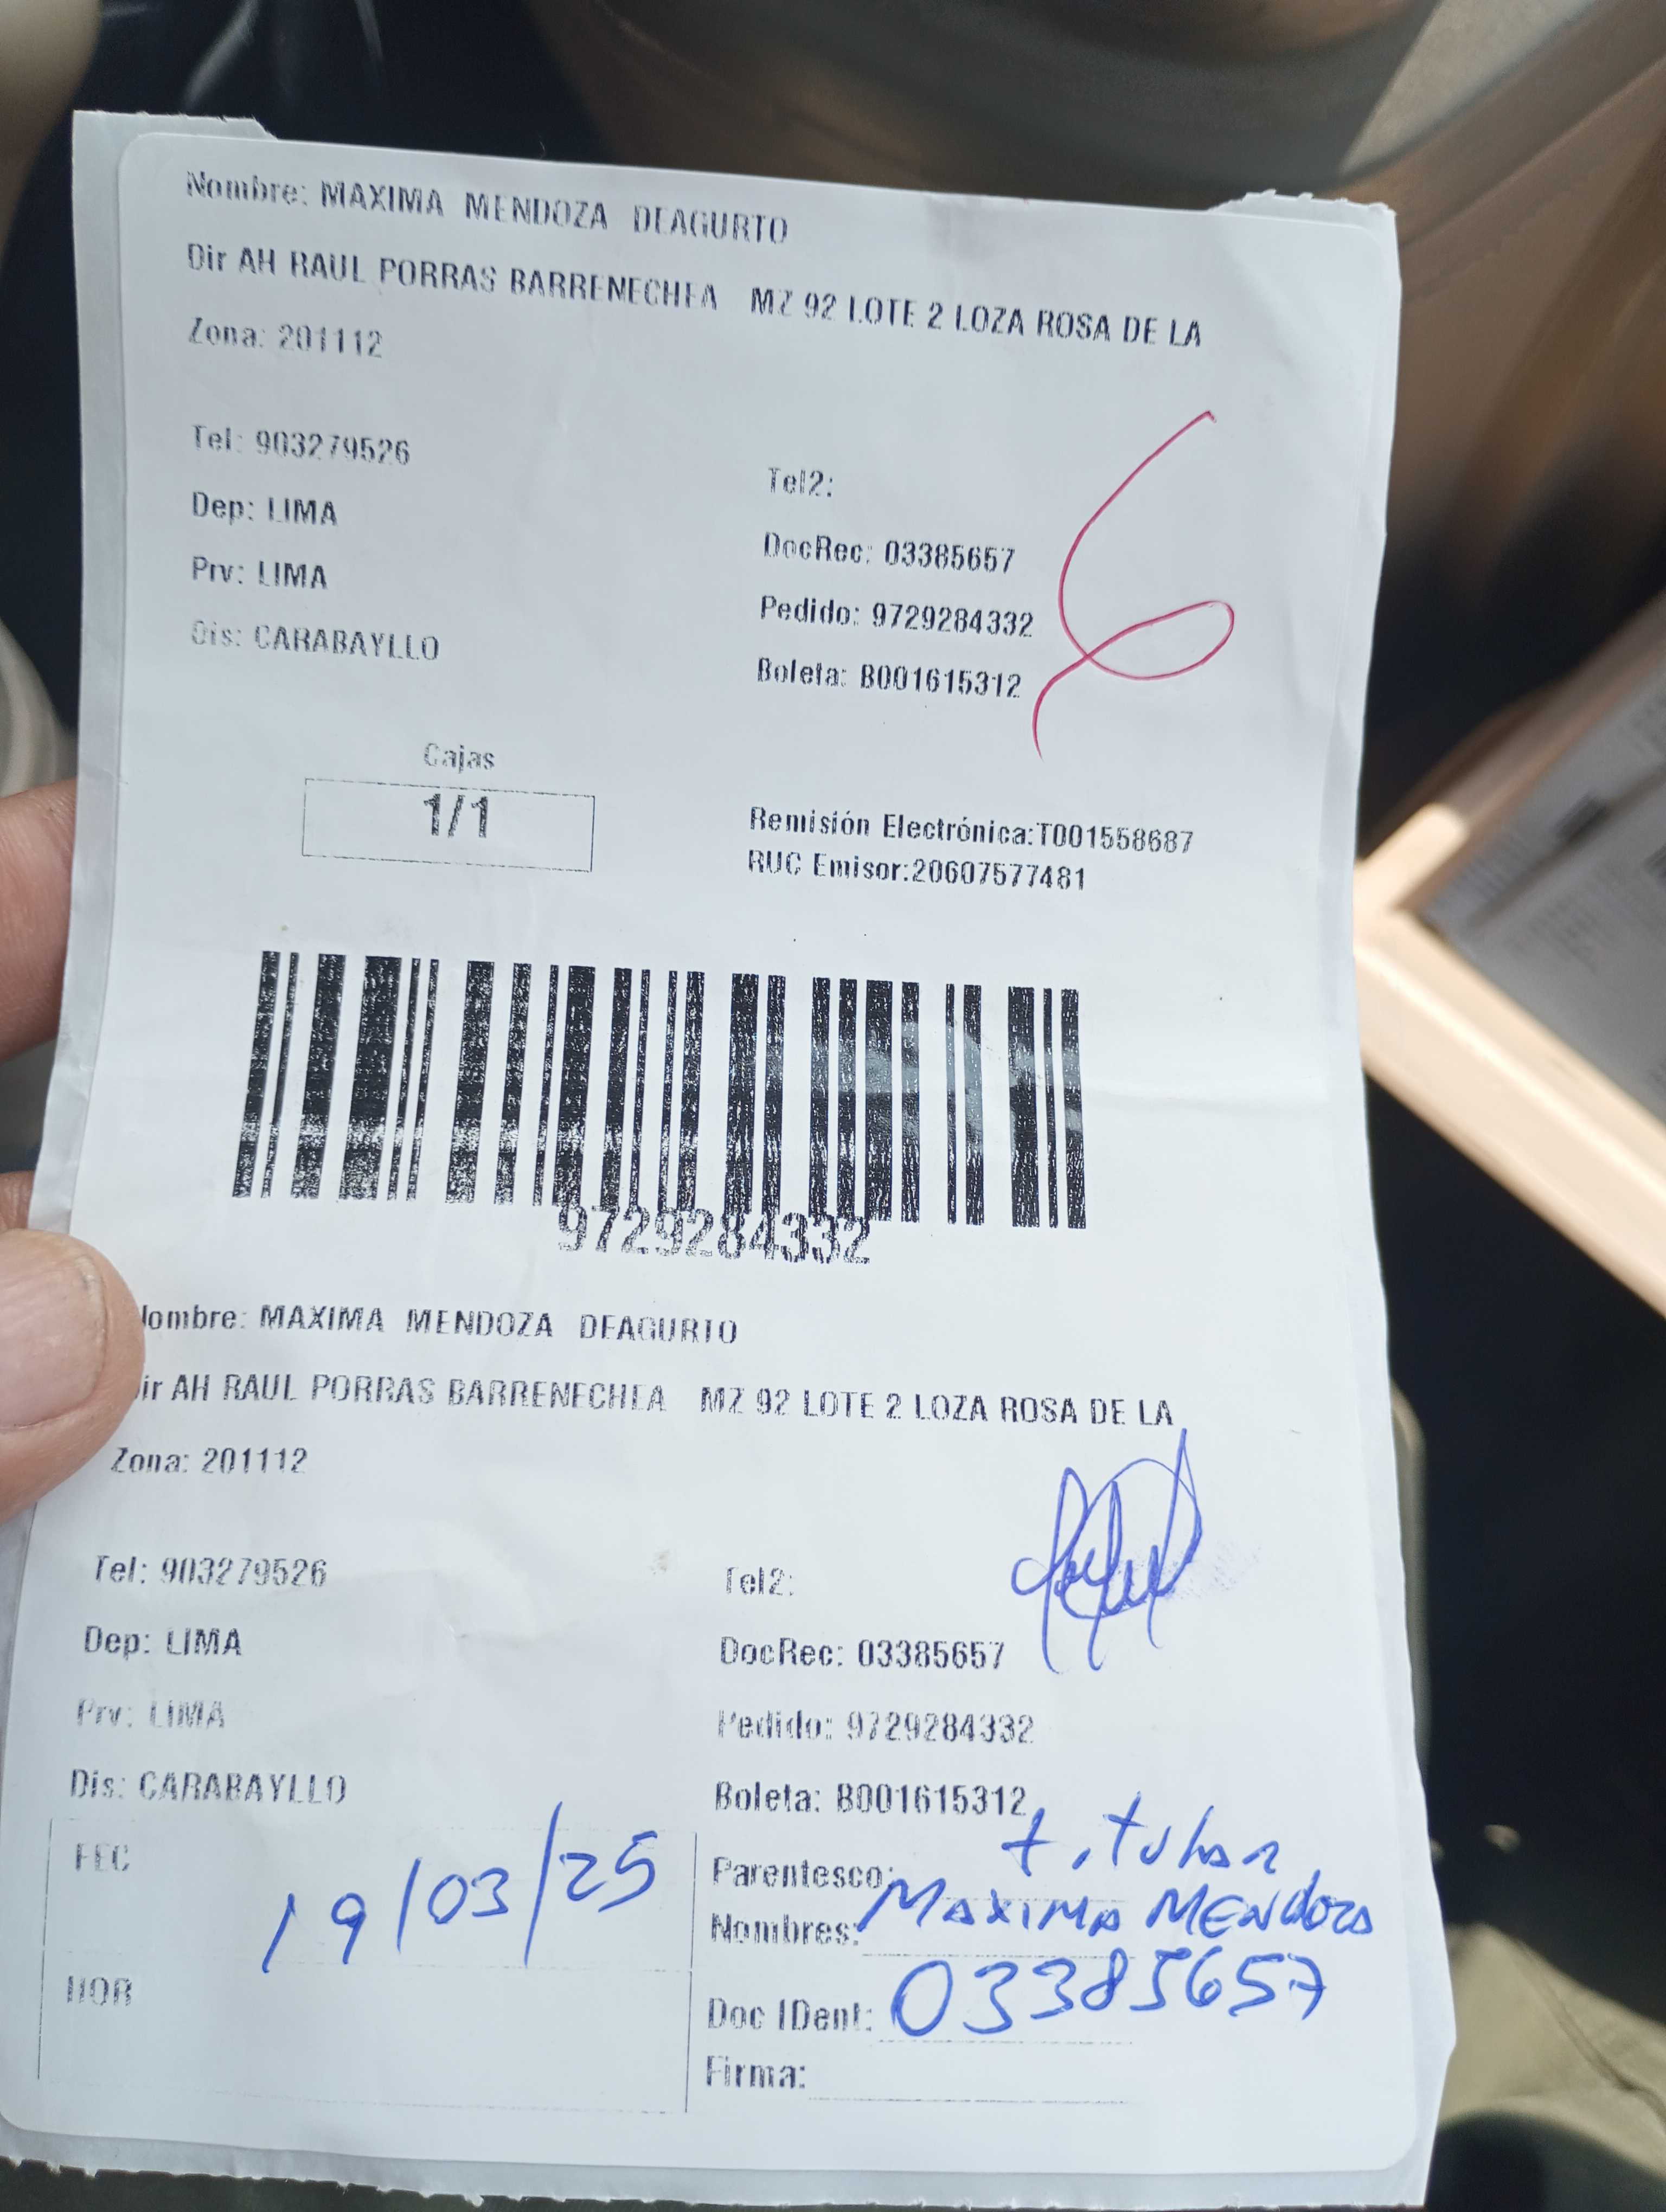 Nombre: MAXIMA MENDOZA DEAGURTO
Dir AH RAUL PORRAS BARRENECHEA MZ 92 LOTE 2 LOZA ROSA DE LA
Zona: 201112
Tel: 903279526
Tel2:
Dep: LIMA
DocRec: 03385657
Prv: LIMA
Pedido: 9729284332
Dis: CARABAYLLO
Boleta: B001615312
6
Cajas
1/1
Remisión Electrónica:T001558687
RUC Emisor:20607577481
9729284332
Nombre: MAXIMA MENDOZA DEAGURTO
Dir AH RAUL PORRAS BARRENECHEA MZ 92 LOTE 2 LOZA ROSA DE LA
Zona: 201112
Tel: 903279526
Tel2:
Dep: LIMA
DocRec: 03385657
Prv: LIMA
Pedido: 9729284332
Dis: CARABAYLLO
Boleta: B001615312
FEC 19/03/25
Parentesco: titular
Nombres: MAXIMA MENDOZA
HOR
Doc IDent: 03385657
Firma: